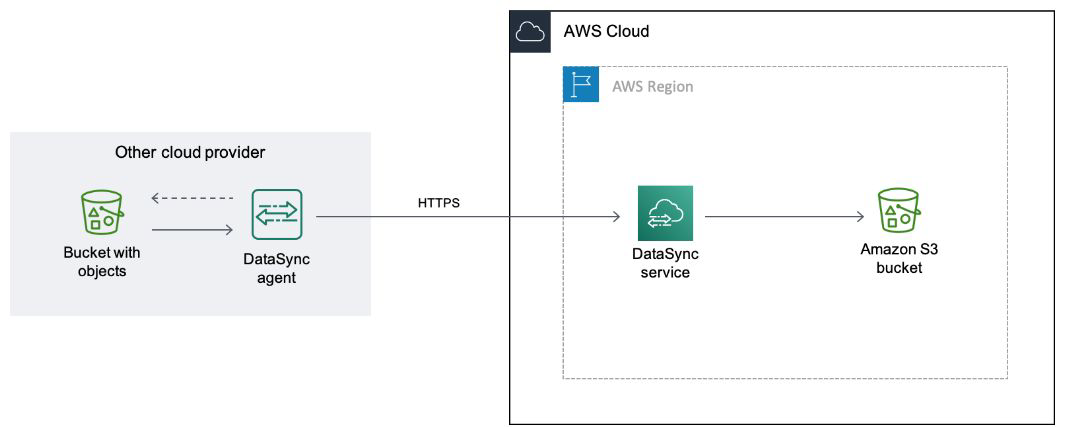 AWS Cloud
AWS Region
Other cloud provider
HTTPS
Bucket with
objects
DataSync
agent
DataSync
service
Amazon S3
bucket